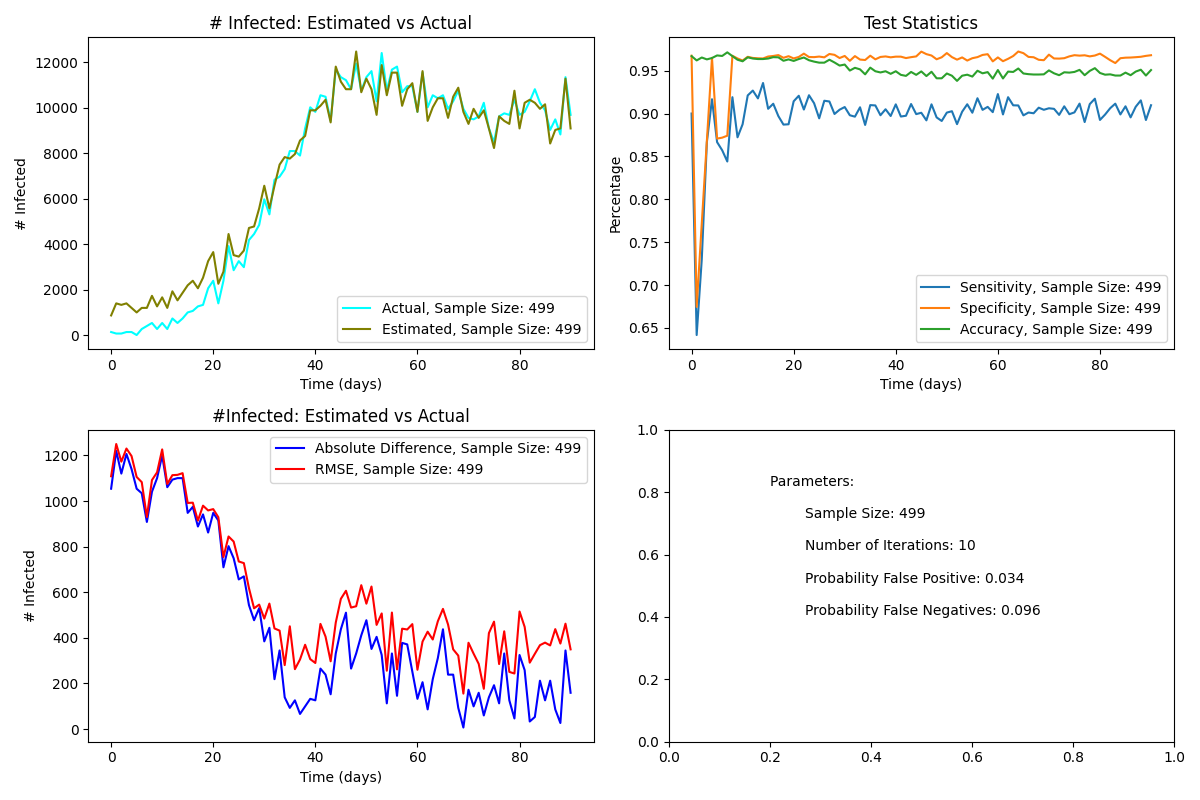 # Infected: Estimated vs Actual
# Infected
12000
10000
8000
6000
4000
2000
0
Actual, Sample Size: 499
Estimated, Sample Size: 499
0 20 40 60 80
Time (days)
Test Statistics
Percentage
0.95
0.90
0.85
0.80
0.75
0.70
0.65
Sensitivity, Sample Size: 499
Specificity, Sample Size: 499
Accuracy, Sample Size: 499
0 20 40 60 80
Time (days)
#Infected: Estimated vs Actual
# Infected
1200
1000
800
600
400
200
0
Absolute Difference, Sample Size: 499
RMSE, Sample Size: 499
0 20 40 60 80
Time (days)
1.0
0.8
0.6
0.4
0.2
0.0
Parameters:
Sample Size: 499
Number of Iterations: 10
Probability False Positive: 0.034
Probability False Negatives: 0.096
0.0 0.2 0.4 0.6 0.8 1.0